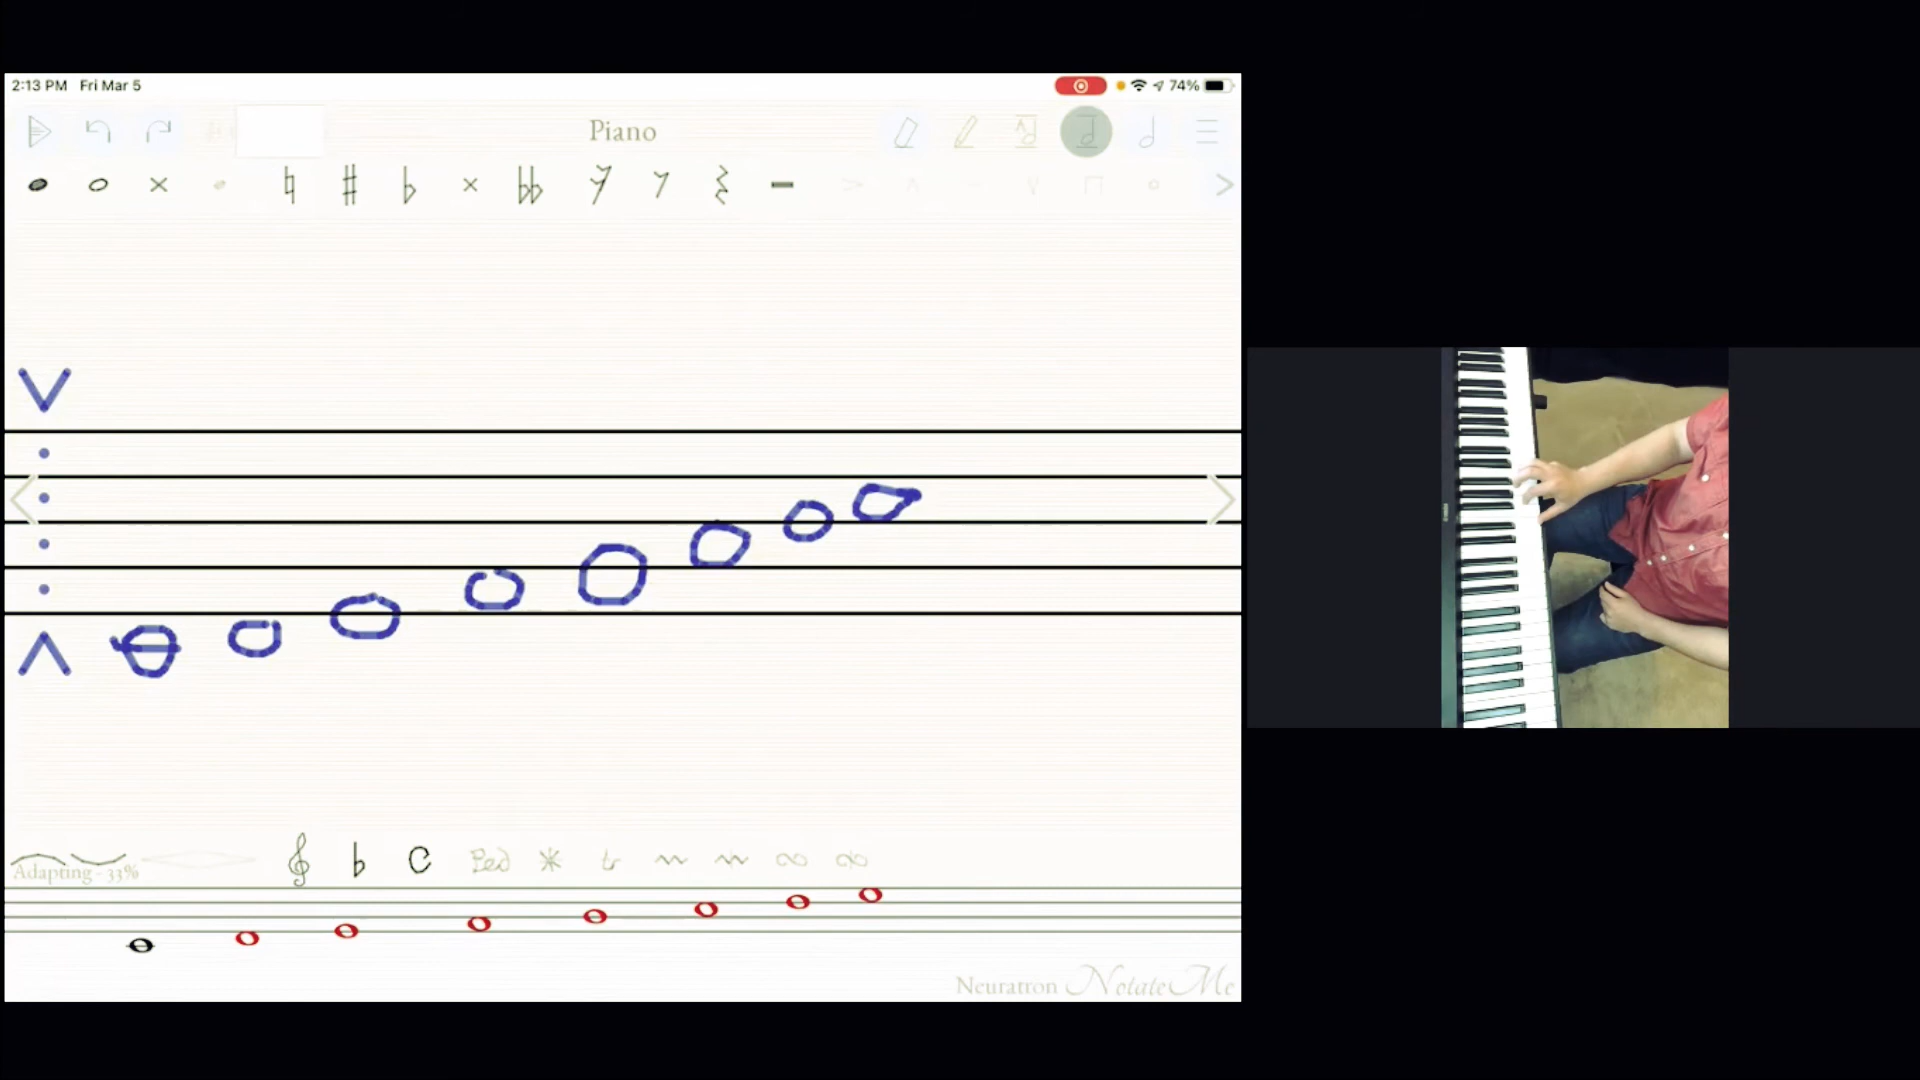 2:13 PM Fri Mar 5 74%
Piano
Adapting - 33%
Neuratron NotateMe